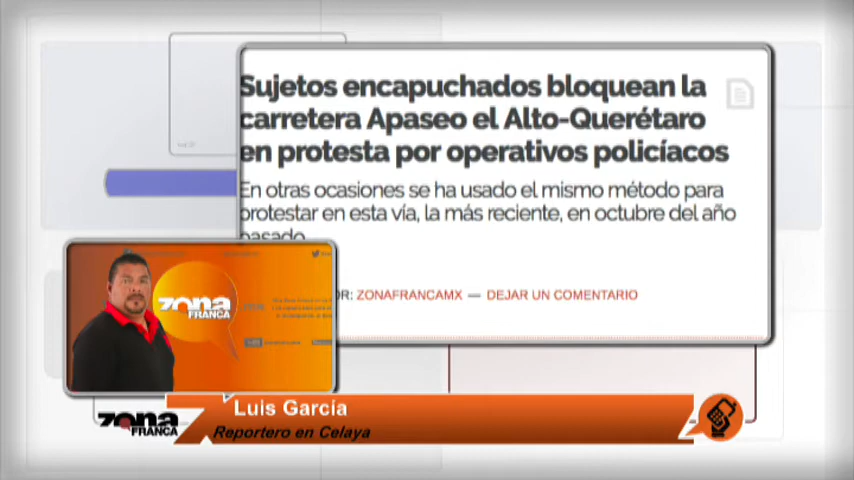 Sujetos encapuchados bloquean la
carretera Apaseo el Alto-Querétaro
en protesta por operativos policíacos
En otras ocasiones se ha usado el mismo método para
protestar en esta vía, la más reciente, en octubre del año
pasado
OR: ZONAFRANCAMX — DEJAR UN COMENTARIO
zona
FRANCA
Luis García
Reportero en Celaya
zona
FRANCA